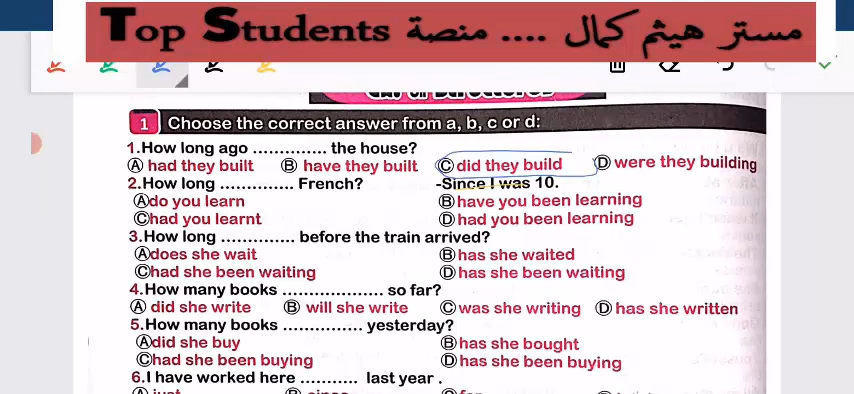 Top Students مستر هيثم كمال .... منصة
1 Choose the correct answer from a, b, c or d:
1.How long ago .............. the house?
Ⓐ had they built Ⓑ have they built Ⓒ did they build Ⓓ were they building
2.How long .............. French? -Since I was 10.
Ⓐdo you learn Ⓑhave you been learning
Ⓒhad you learnt Ⓓhad you been learning
3.How long .............. before the train arrived?
Ⓐdoes she wait Ⓑhas she waited
Ⓒhad she been waiting Ⓓhas she been waiting
4.How many books ................... so far?
Ⓐ did she write Ⓑ will she write Ⓒwas she writing Ⓓ has she written
5.How many books ............... yesterday?
Ⓐdid she buy Ⓑhas she bought
Ⓒhad she been buying Ⓓhas she been buying
6.I have worked here ........... last year .